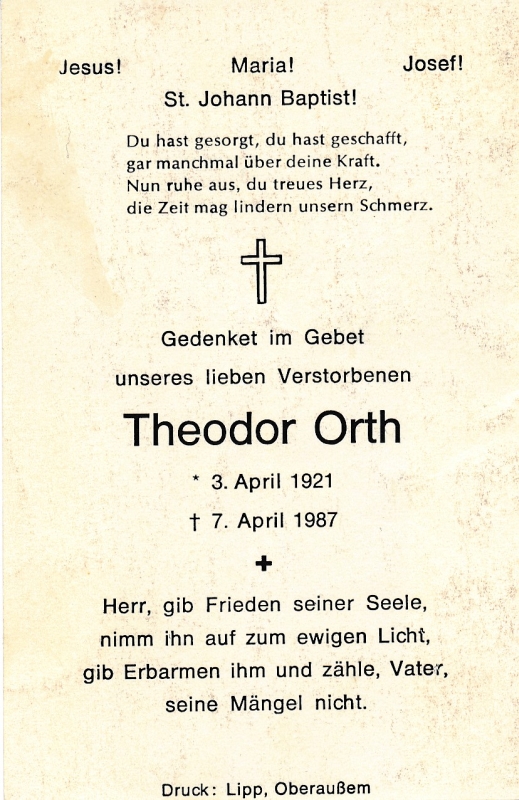 Jesus! Maria! Josef!
St. Johann Baptist!
Du hast gesorgt, du hast geschafft,
gar manchmal über deine Kraft.
Nun ruhe aus, du treues Herz,
die Zeit mag lindern unsern Schmerz.
Gedenket im Gebet
unseres lieben Verstorbenen
Theodor Orth
* 3. April 1921
† 7. April 1987
Herr, gib Frieden seiner Seele,
nimm ihn auf zum ewigen Licht,
gib Erbarmen ihm und zähle, Vater,
seine Mängel nicht.
Druck: Lipp, Oberaußem